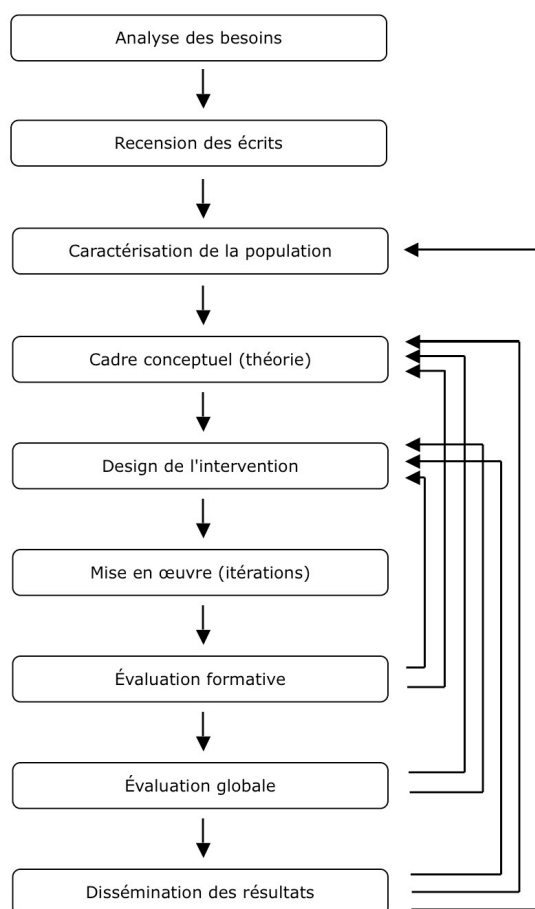 Analyse des besoins
Recension des écrits
Caractérisation de la population
Cadre conceptuel (théorie)
Design de l'intervention
Mise en œuvre (itérations)
Évaluation formative
Évaluation globale
Dissémination des résultats